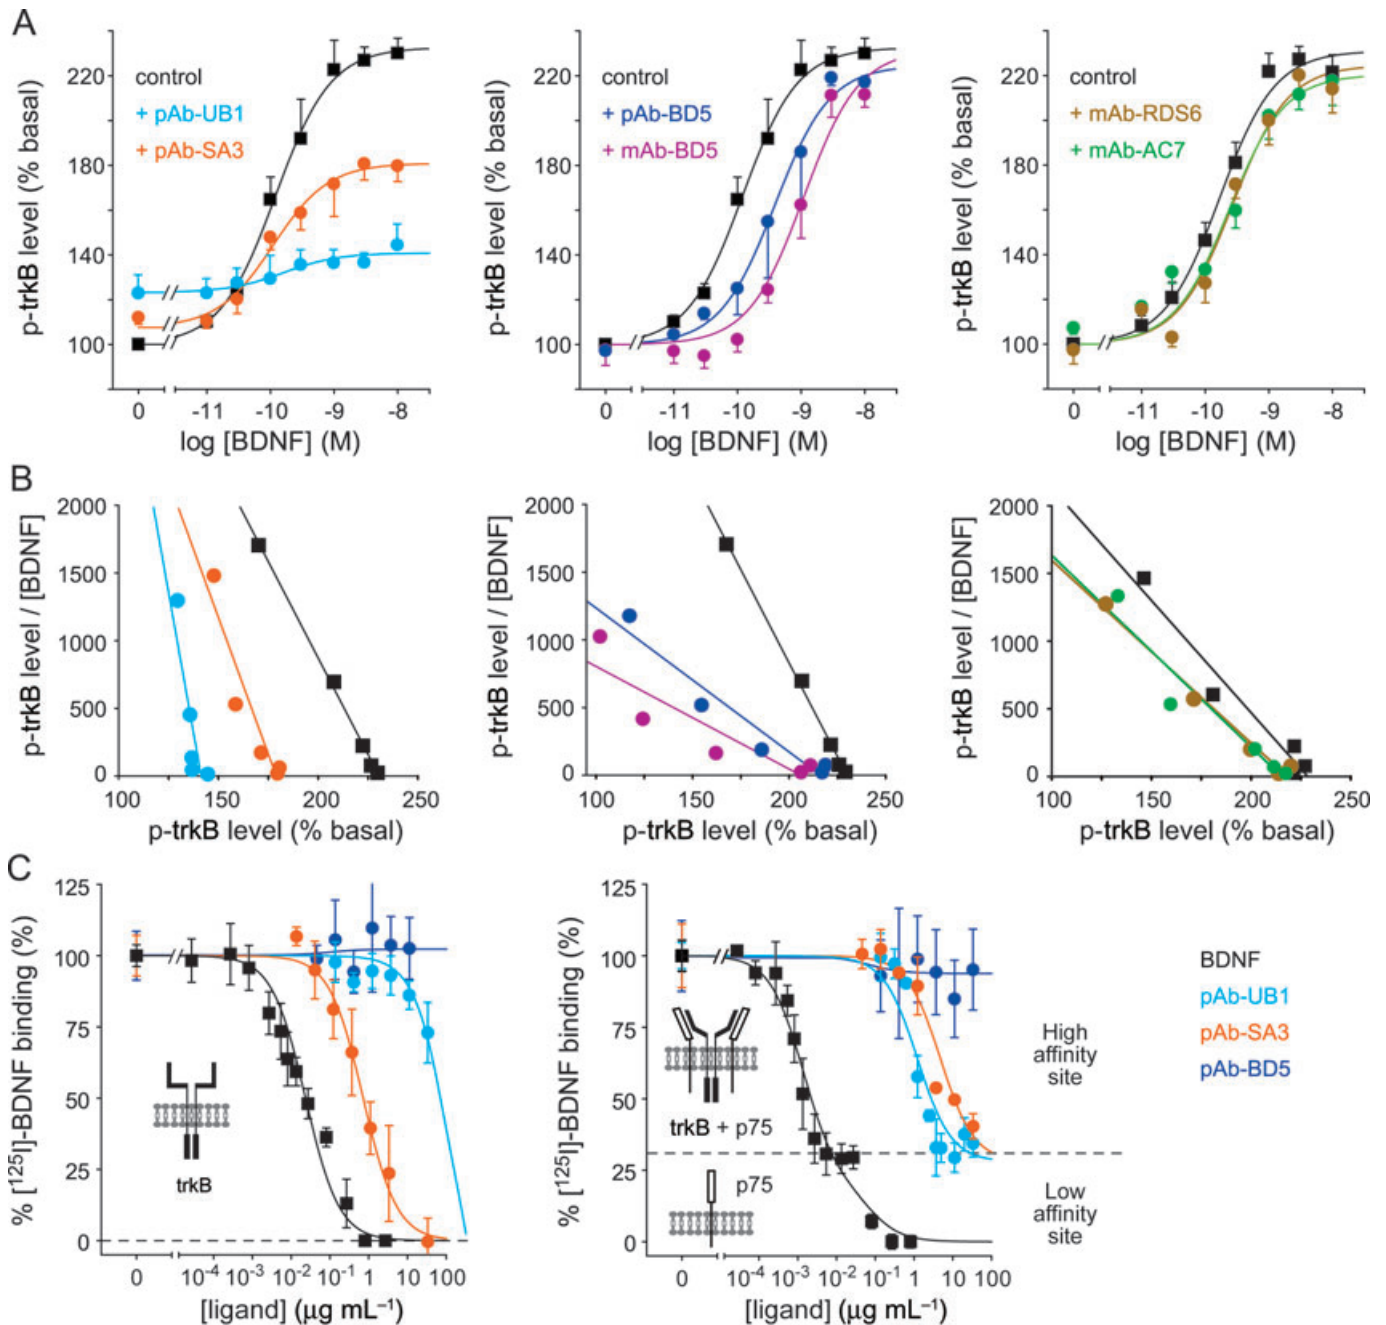 A
p-trkB level (% basal)
control
+ pAb-UB1
+ pAb-SA3
220
180
140
100
0
-11
-10
-9
-8
log [BDNF] (M)
p-trkB level (% basal)
control
+ pAb-BD5
+ mAb-BD5
220
180
140
100
0
-11
-10
-9
-8
log [BDNF] (M)
p-trkB level (% basal)
control
+ mAb-RDS6
+ mAb-AC7
220
180
140
100
0
-11
-10
-9
-8
log [BDNF] (M)
B
p-trkB level / [BDNF]
2000
1500
1000
500
0
100
150
200
250
p-trkB level (% basal)
p-trkB level / [BDNF]
2000
1500
1000
500
0
100
150
200
250
p-trkB level (% basal)
p-trkB level / [BDNF]
2000
1500
1000
500
0
100
150
200
250
p-trkB level (% basal)
C
% [¹²⁵I]-BDNF binding (%)
125
100
75
50
25
0
trkB
0
10⁻⁴
10⁻³
10⁻²
10⁻¹
1
10
100
[ligand] (µg mL⁻¹)
% [¹²⁵I]-BDNF binding (%)
125
100
75
50
25
0
trkB + p75
p75
0
10⁻⁴
10⁻³
10⁻²
10⁻¹
1
10
100
[ligand] (µg mL⁻¹)
High
affinity
site
Low
affinity
site
BDNF
pAb-UB1
pAb-SA3
pAb-BD5